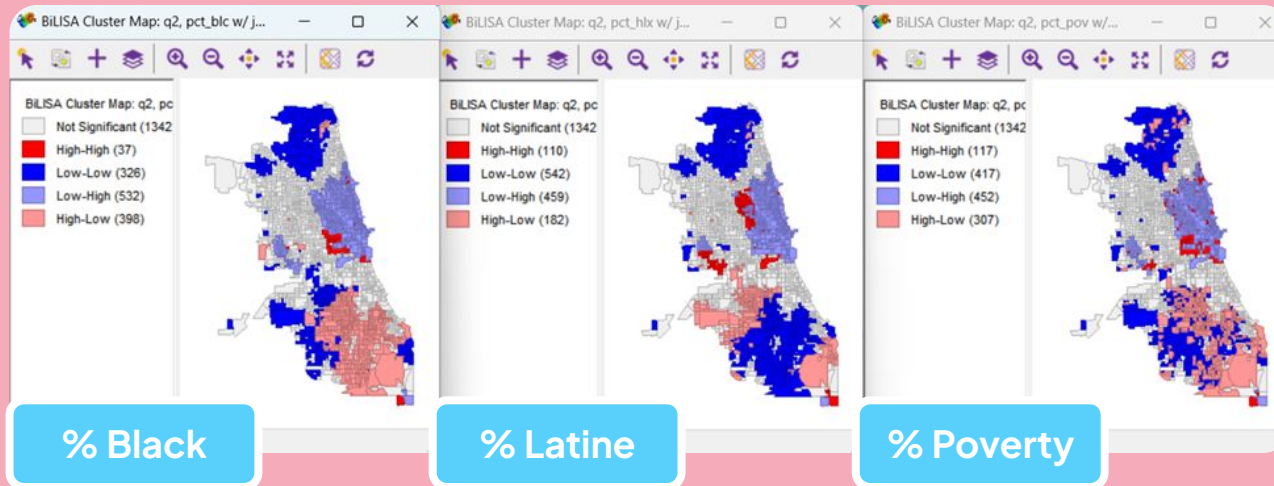 BiLISA Cluster Map: q2, pct_blc w/ j...
BiLISA Cluster Map: q2, pc
Not Significant (1342
High-High (37)
Low-Low (326)
Low-High (532)
High-Low (398)
% Black
BiLISA Cluster Map: q2, pct_hlx w/ j...
BiLISA Cluster Map: q2, pc
Not Significant (1342
High-High (110)
Low-Low (542)
Low-High (459)
High-Low (182)
% Latine
BiLISA Cluster Map: q2, pct_pov w/...
BiLISA Cluster Map: q2, pc
Not Significant (1342
High-High (117)
Low-Low (417)
Low-High (452)
High-Low (307)
% Poverty